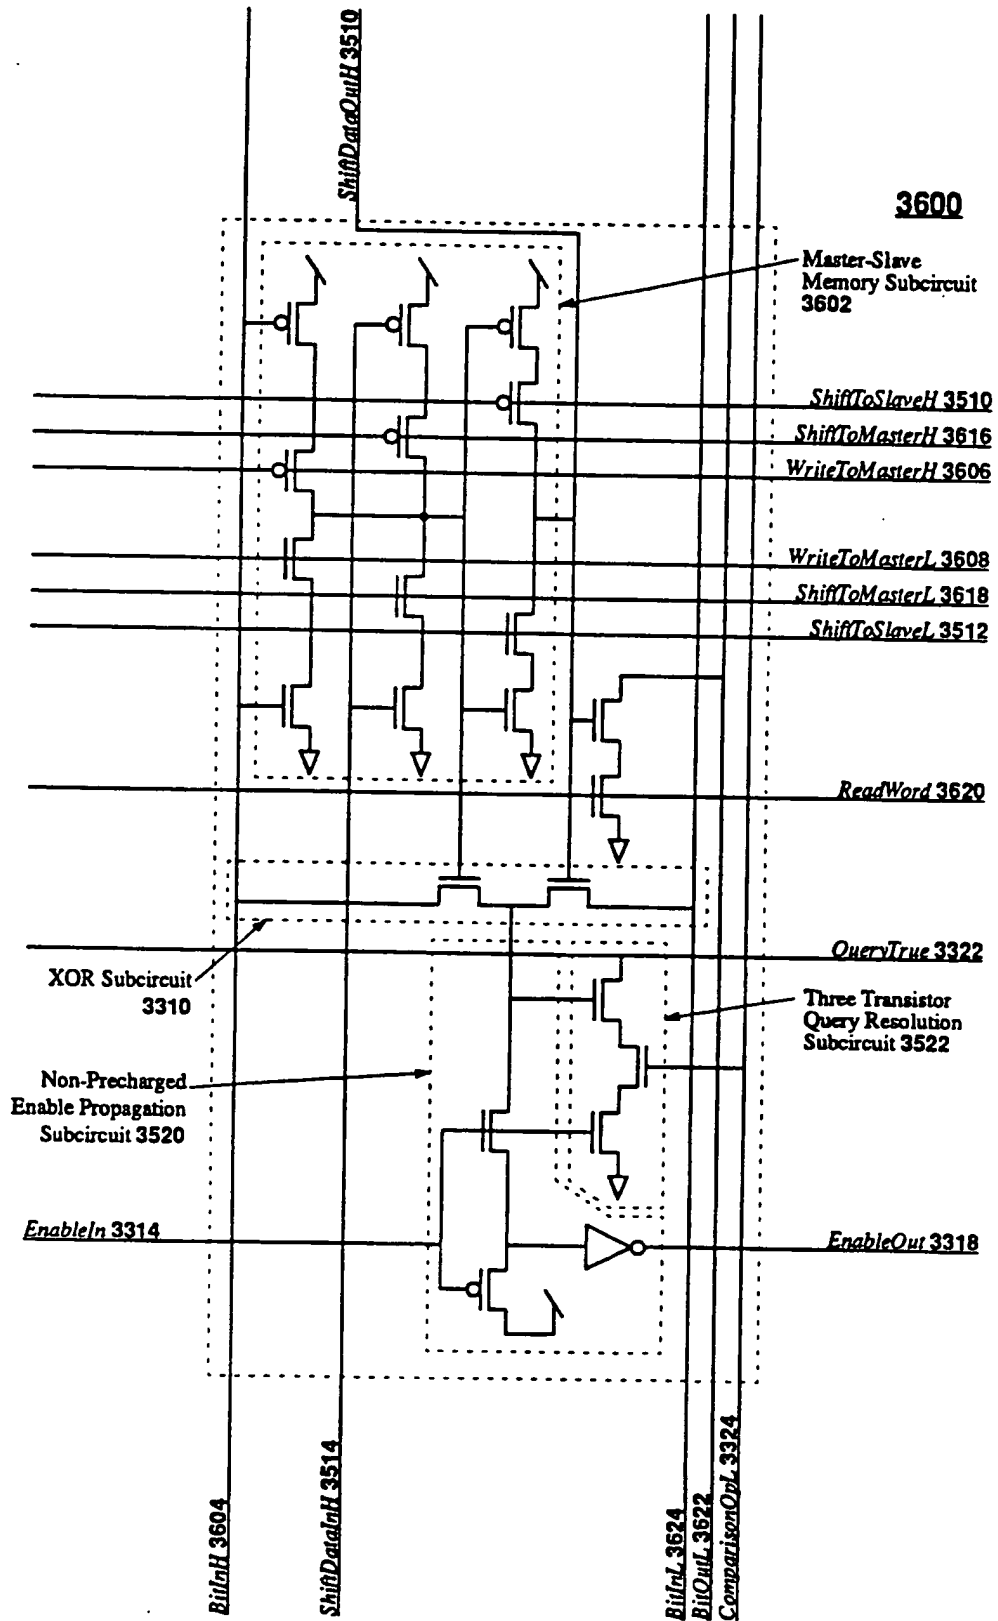 ShiftDataOutH 3510
3600
Master-Slave
Memory Subcircuit
3602
ShiftToSlaveH 3510
ShiftToMasterH 3616
WriteToMasterH 3606
WriteToMasterL 3608
ShiftToMasterL 3618
ShiftToSlaveL 3512
ReadWord 3620
QueryTrue 3322
XOR Subcircuit
3310
Three Transistor
Query Resolution
Subcircuit 3522
Non-Precharged
Enable Propagation
Subcircuit 3520
EnableIn 3314
EnableOut 3318
BitInH 3604
ShiftDataInH 3514
BitInL 3624
BitOutL 3622
ComparisonOpL 3324